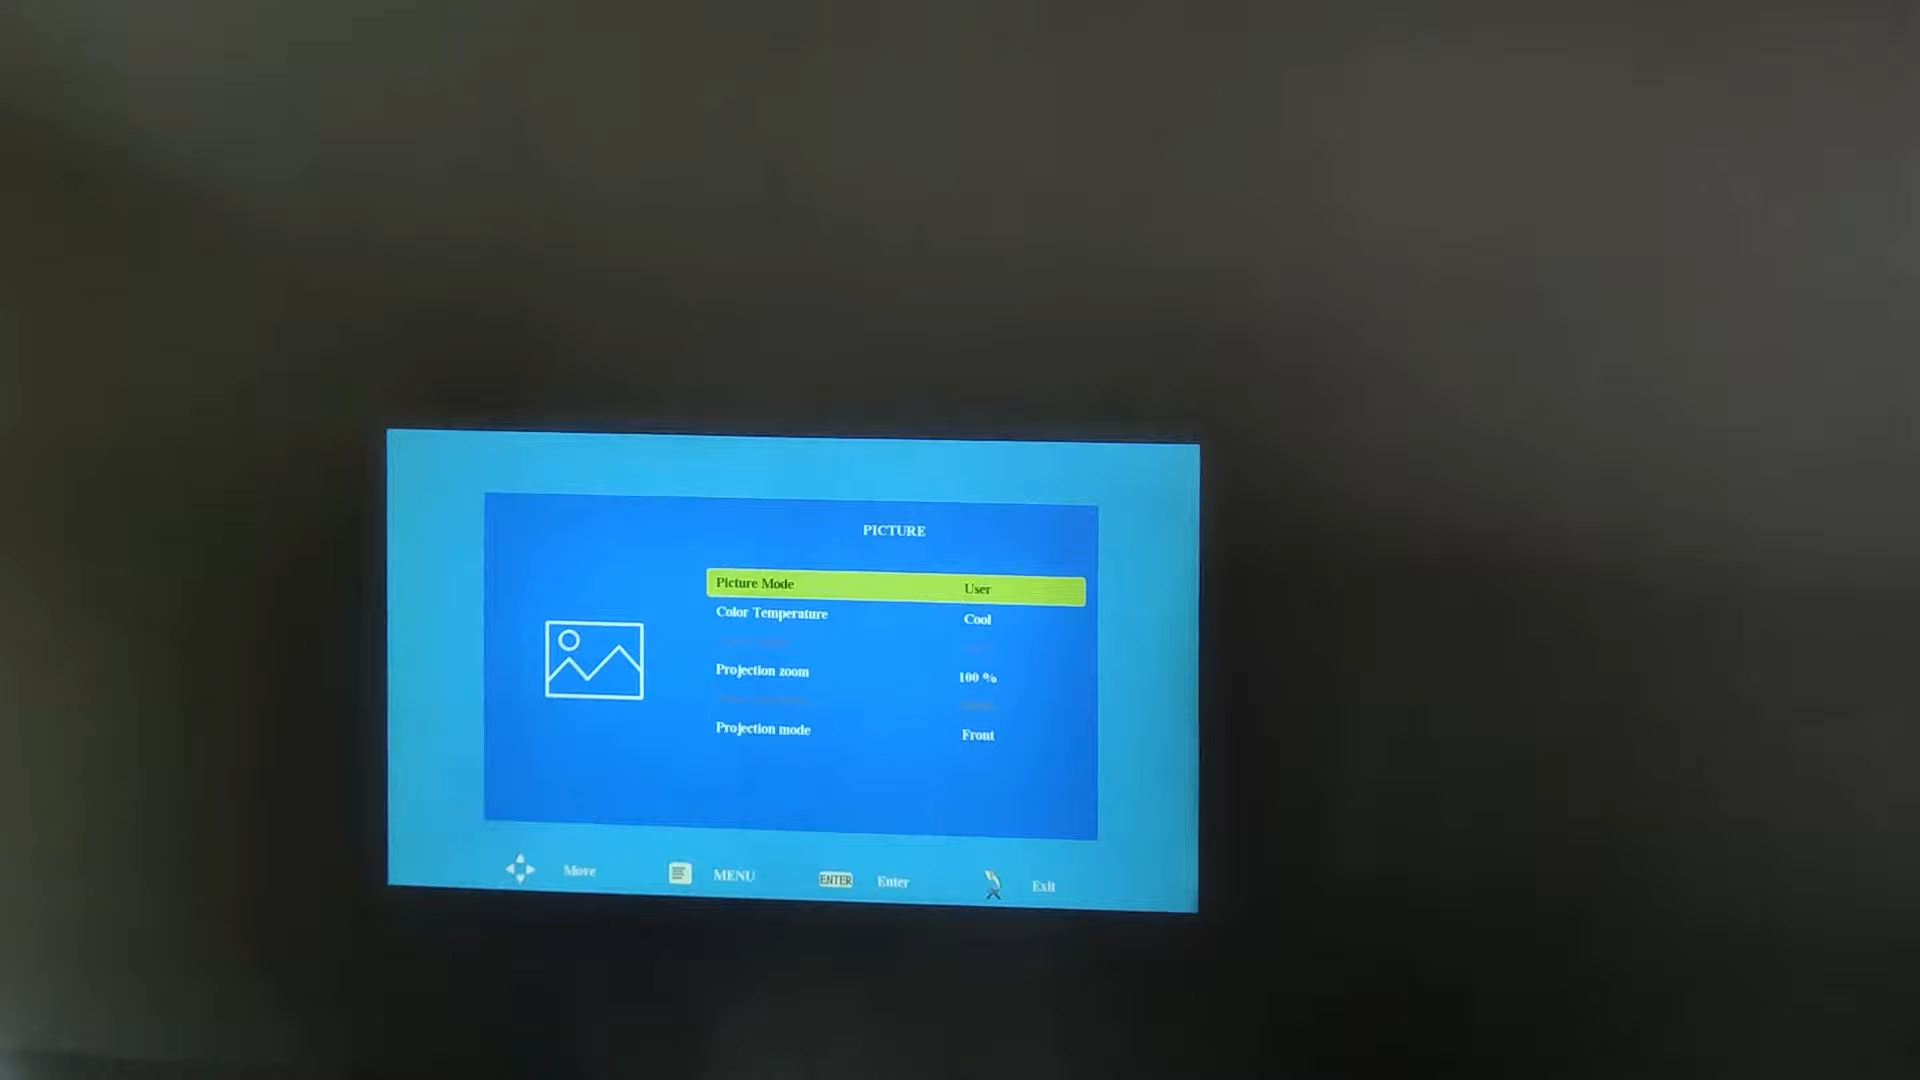 PICTURE
Picture Mode User
Color Temperature Cool
Projection zoom 100 %
Projection mode Front
Move MENU ENTER Enter Exit